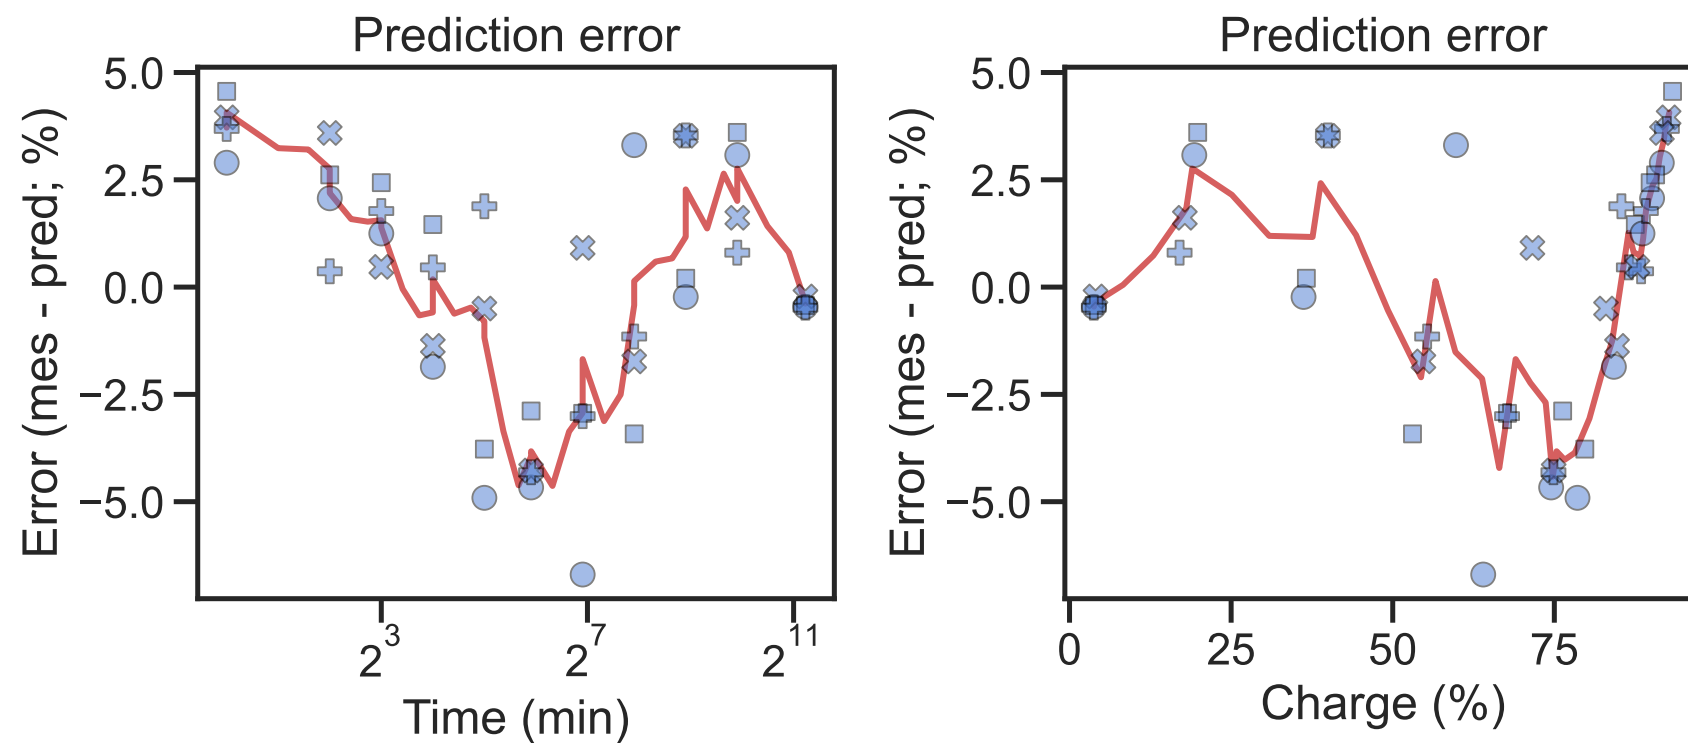 Prediction error
5.0
2.5
0.0
−2.5
−5.0
Error (mes - pred; %)
2^3
2^7
2^11
Time (min)
Prediction error
5.0
2.5
0.0
−2.5
−5.0
Error (mes - pred; %)
0
25
50
75
Charge (%)